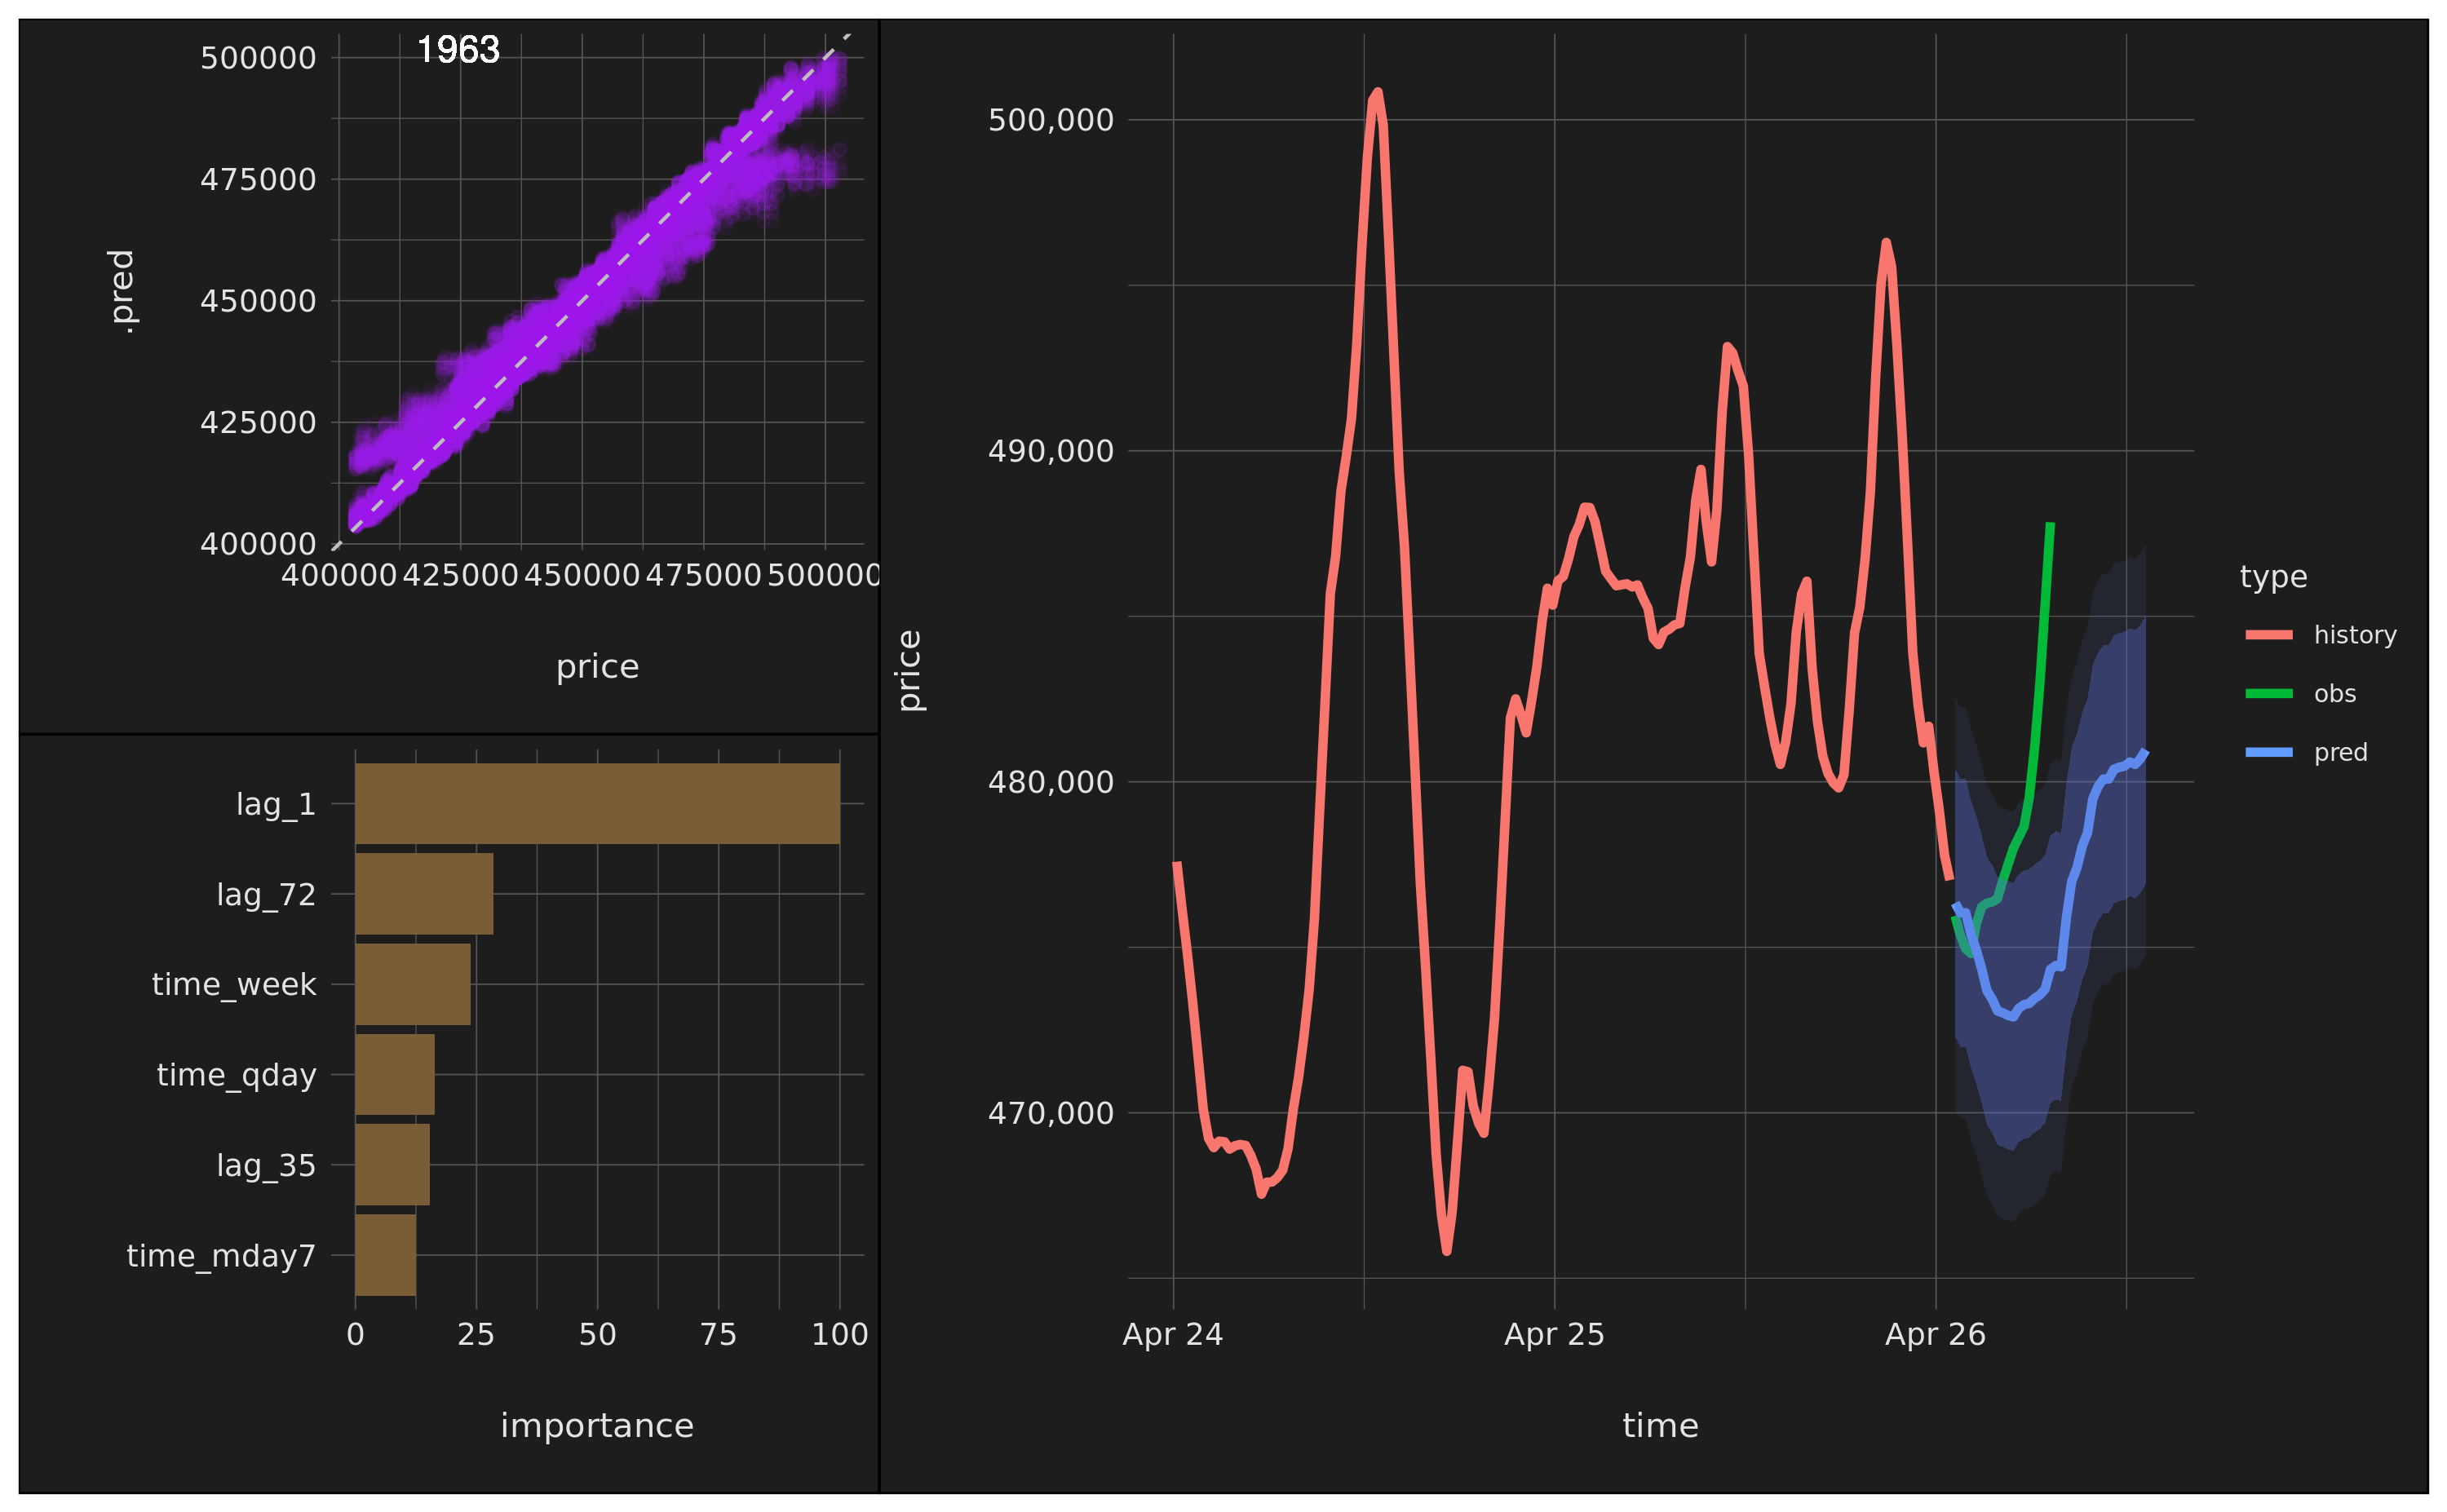 1963
500000
475000
450000
425000
400000
.pred
400000 425000 450000 475000 500000
price
lag_1
lag_72
time_week
time_qday
lag_35
time_mday7
0 25 50 75 100
importance
500,000
490,000
480,000
470,000
price
Apr 24 Apr 25 Apr 26
time
type
history
obs
pred